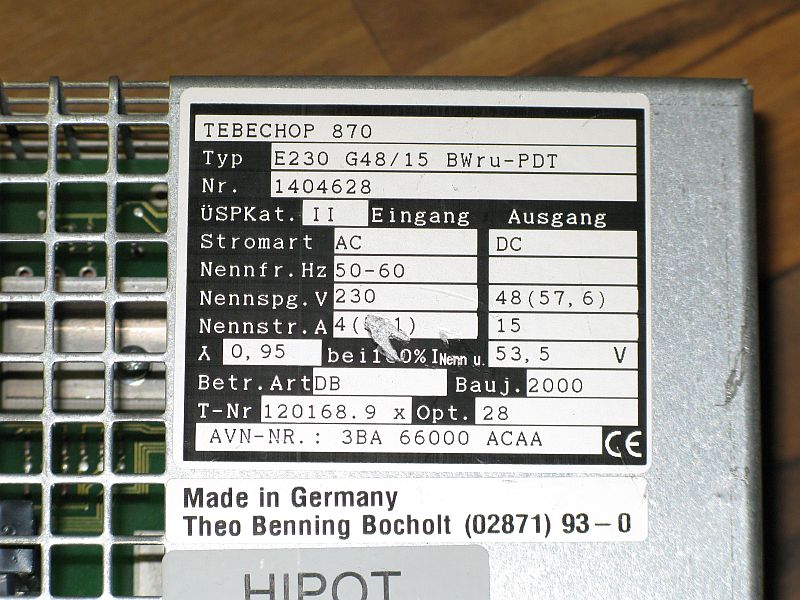 TEBECHOP 870
Typ E230 G48/15 BWru-PDT
Nr. 1404628
ÜSPKat. II Eingang Ausgang
Stromart AC DC
Nennfr.Hz 50-60
Nennspg.V 230 48(57,6)
Nennstr.A 15
λ 0,95 bei 100% INenn u. 53,5 V
Betr.Art DB Bauj. 2000
T-Nr 120168.9 x Opt. 28
AVN-NR.: 3BA 66000 ACAA CE
Made in Germany
Theo Benning Bocholt (02871) 93-0
HIPOT